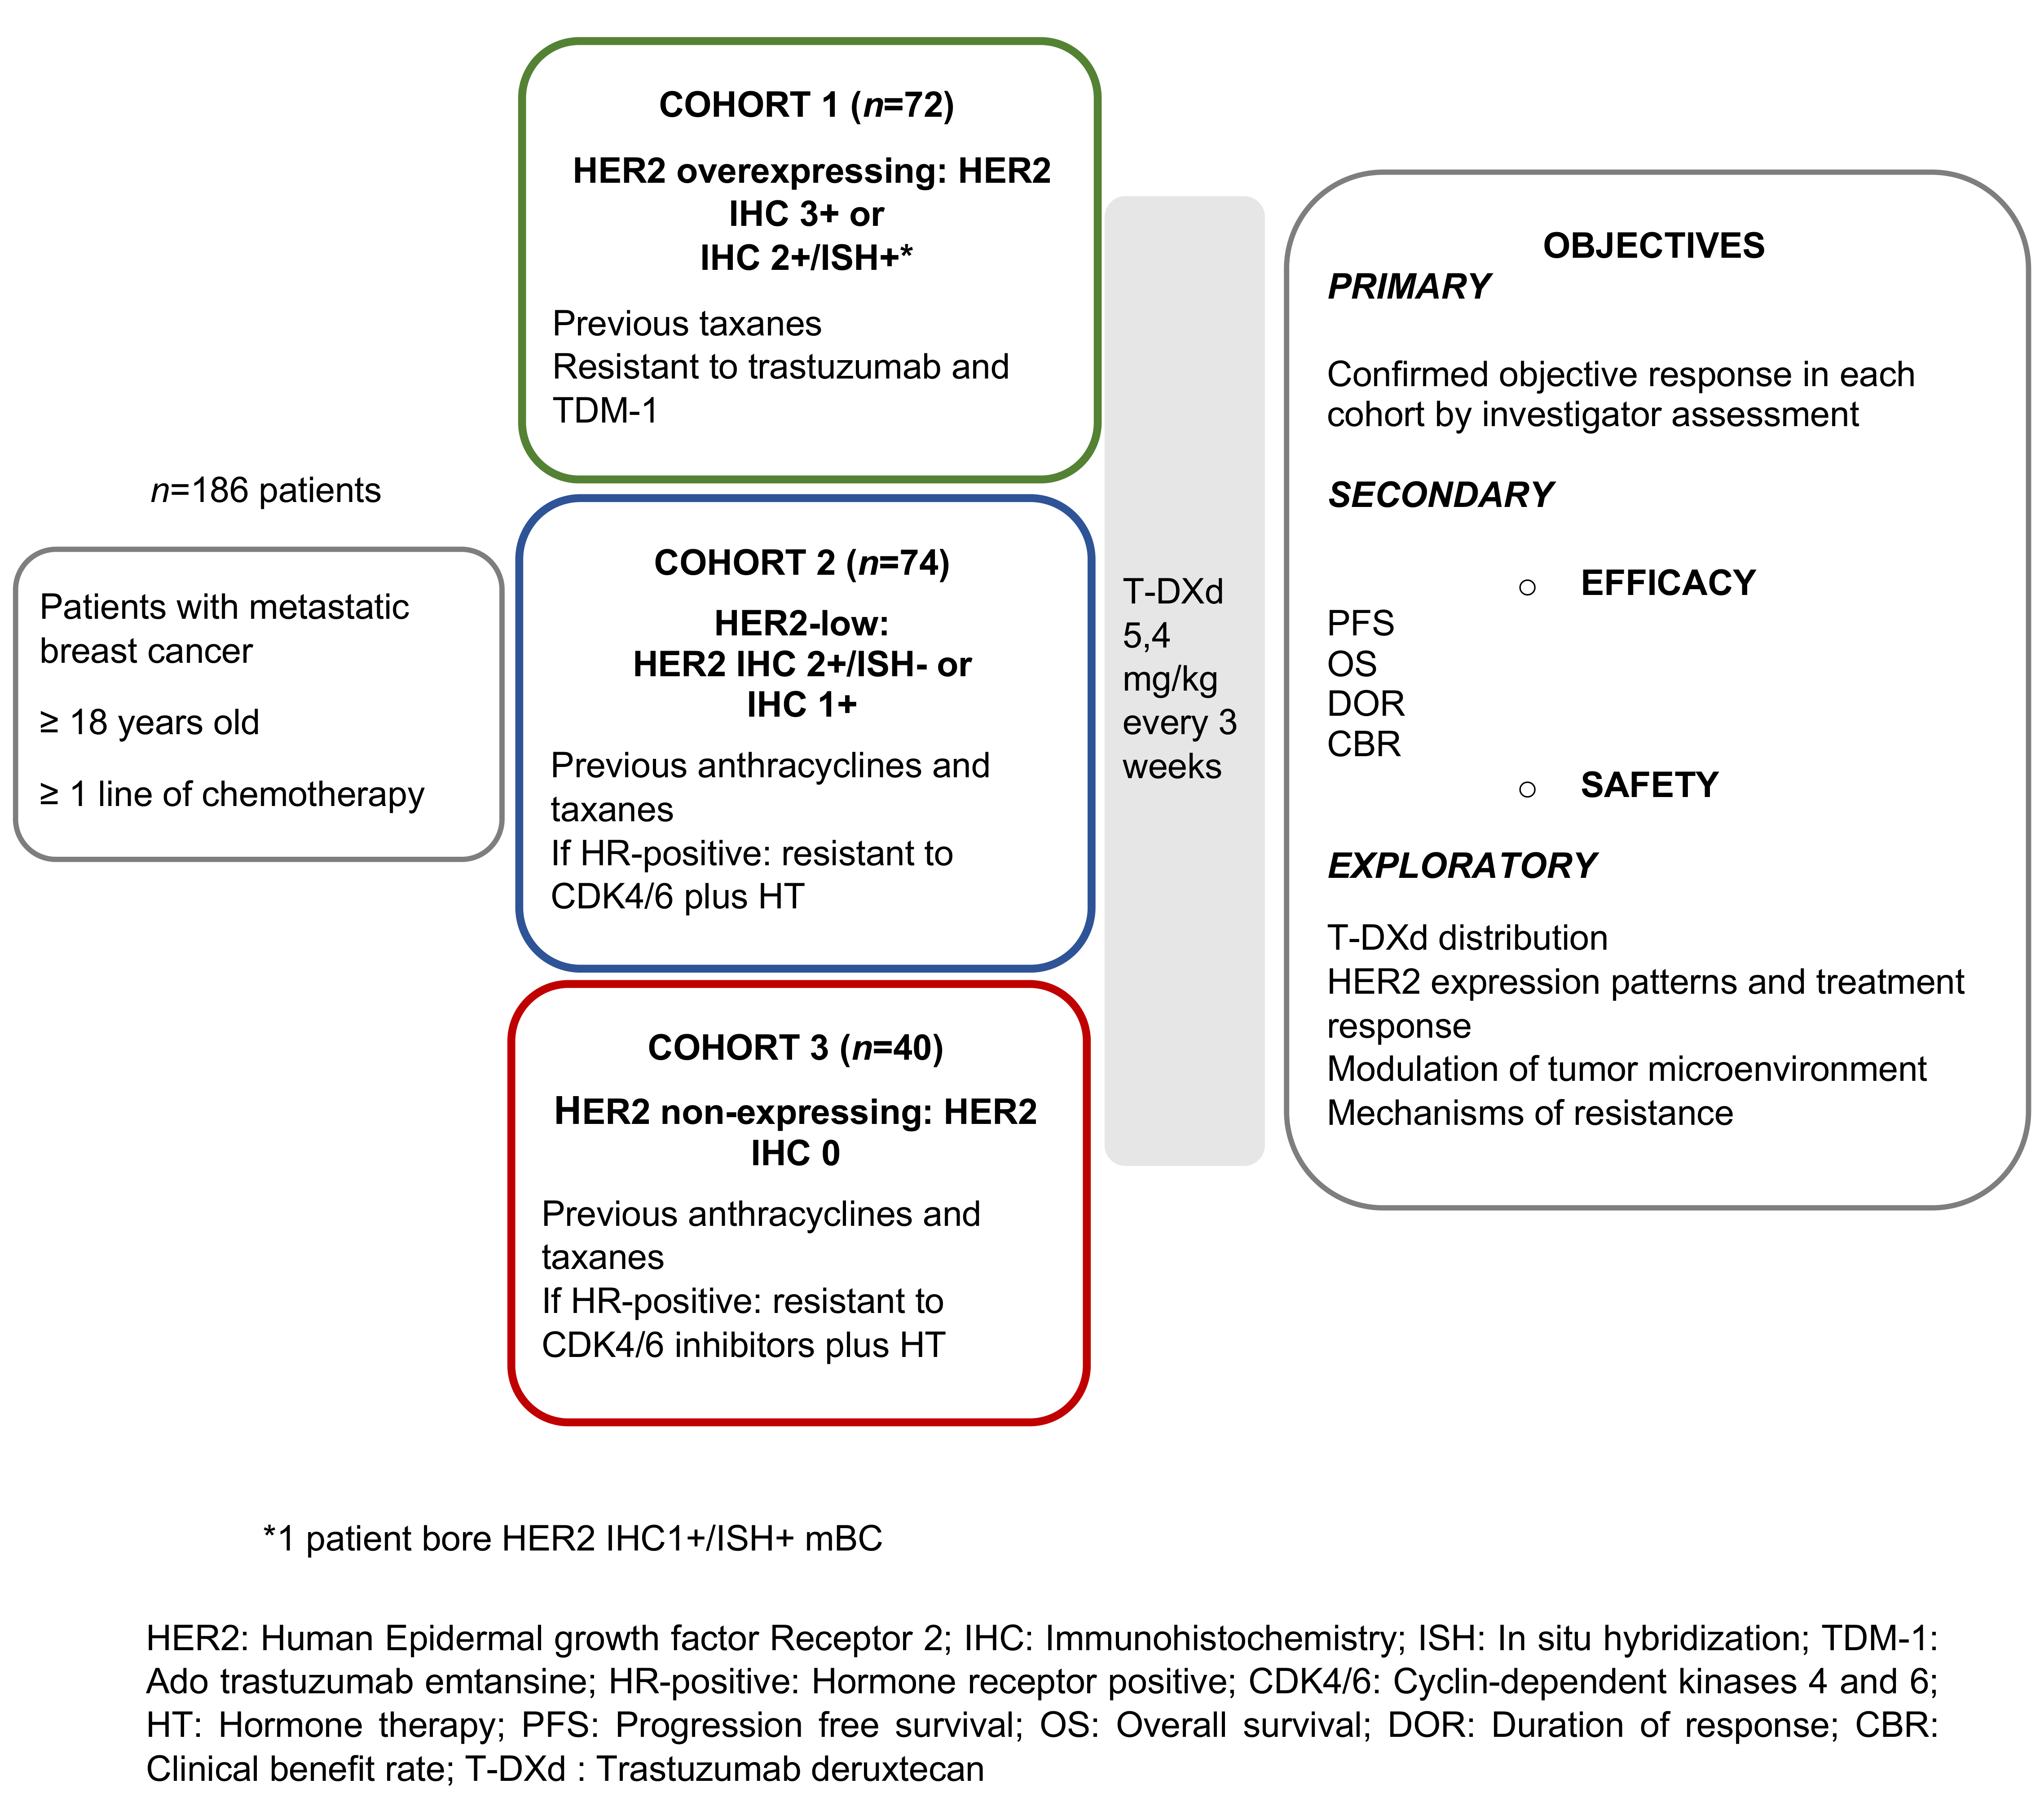 n=186 patients
Patients with metastatic
breast cancer
≥ 18 years old
≥ 1 line of chemotherapy
COHORT 1 (n=72)
HER2 overexpressing: HER2
IHC 3+ or
IHC 2+/ISH+*
Previous taxanes
Resistant to trastuzumab and
TDM-1
COHORT 2 (n=74)
HER2-low:
HER2 IHC 2+/ISH- or
IHC 1+
Previous anthracyclines and
taxanes
If HR-positive: resistant to
CDK4/6 plus HT
COHORT 3 (n=40)
HER2 non-expressing: HER2
IHC 0
Previous anthracyclines and
taxanes
If HR-positive: resistant to
CDK4/6 inhibitors plus HT
T-DXd
5,4
mg/kg
every 3
weeks
OBJECTIVES
PRIMARY
Confirmed objective response in each
cohort by investigator assessment
SECONDARY
○ EFFICACY
PFS
OS
DOR
CBR
○ SAFETY
EXPLORATORY
T-DXd distribution
HER2 expression patterns and treatment
response
Modulation of tumor microenvironment
Mechanisms of resistance
*1 patient bore HER2 IHC1+/ISH+ mBC
HER2: Human Epidermal growth factor Receptor 2; IHC: Immunohistochemistry; ISH: In situ hybridization; TDM-1:
Ado trastuzumab emtansine; HR-positive: Hormone receptor positive; CDK4/6: Cyclin-dependent kinases 4 and 6;
HT: Hormone therapy; PFS: Progression free survival; OS: Overall survival; DOR: Duration of response; CBR:
Clinical benefit rate; T-DXd : Trastuzumab deruxtecan